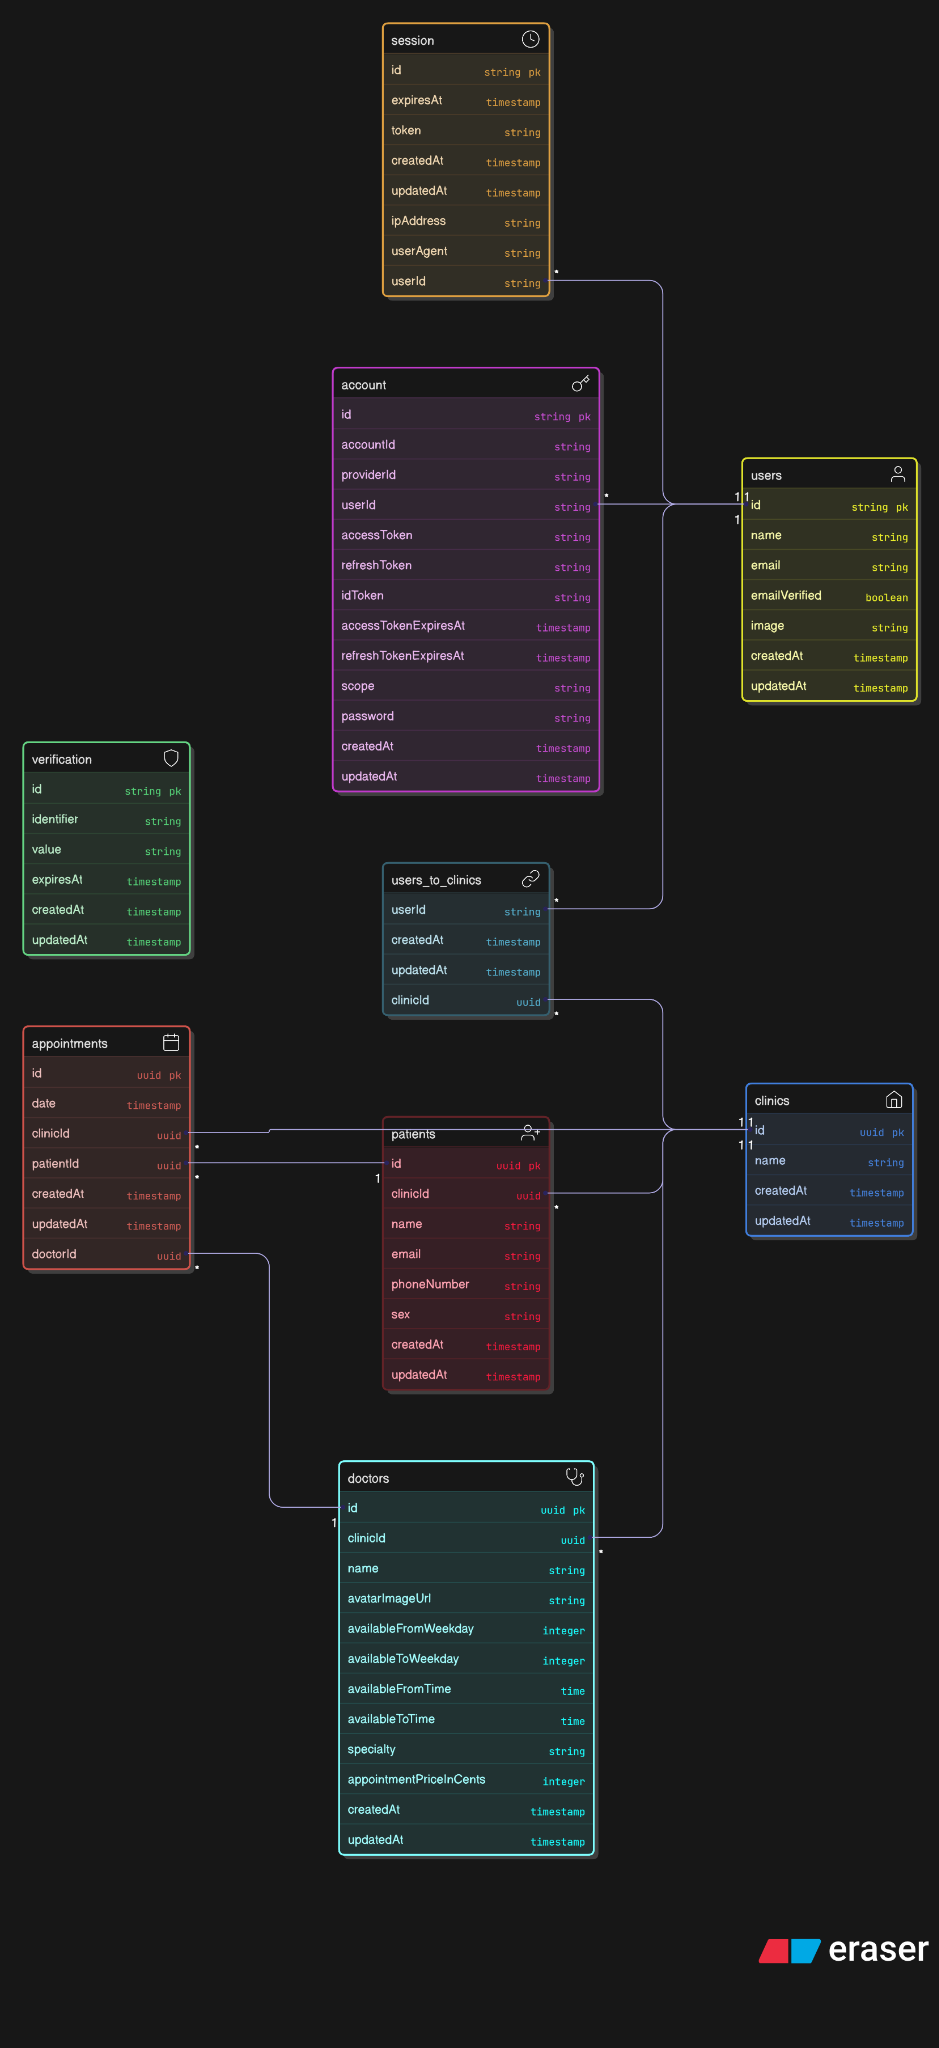 session
id string pk
expiresAt timestamp
token string
createdAt timestamp
updatedAt timestamp
ipAddress string
userAgent string
userId string
*
account
id string pk
accountId string
providerId string
userId string
accessToken string
refreshToken string
idToken string
accessTokenExpiresAt timestamp
refreshTokenExpiresAt timestamp
scope string
password string
createdAt timestamp
updatedAt timestamp
*
users
1 1
id string pk
1
name string
email string
emailVerified boolean
image string
createdAt timestamp
updatedAt timestamp
verification
id string pk
identifier string
value string
expiresAt timestamp
createdAt timestamp
updatedAt timestamp
users_to_clinics
userId string
*
createdAt timestamp
updatedAt timestamp
clinicId uuid
*
appointments
id uuid pk
date timestamp
clinicId uuid
*
patientId uuid
*
createdAt timestamp
updatedAt timestamp
doctorId uuid
*
patients
id uuid pk
1
clinicId uuid
*
name string
email string
phoneNumber string
sex string
createdAt timestamp
updatedAt timestamp
clinics
1 1
id uuid pk
1 1
name string
createdAt timestamp
updatedAt timestamp
doctors
id uuid pk
1
clinicId uuid
*
name string
avatarImageUrl string
availableFromWeekday integer
availableToWeekday integer
availableFromTime time
availableToTime time
specialty string
appointmentPriceInCents integer
createdAt timestamp
updatedAt timestamp
eraser